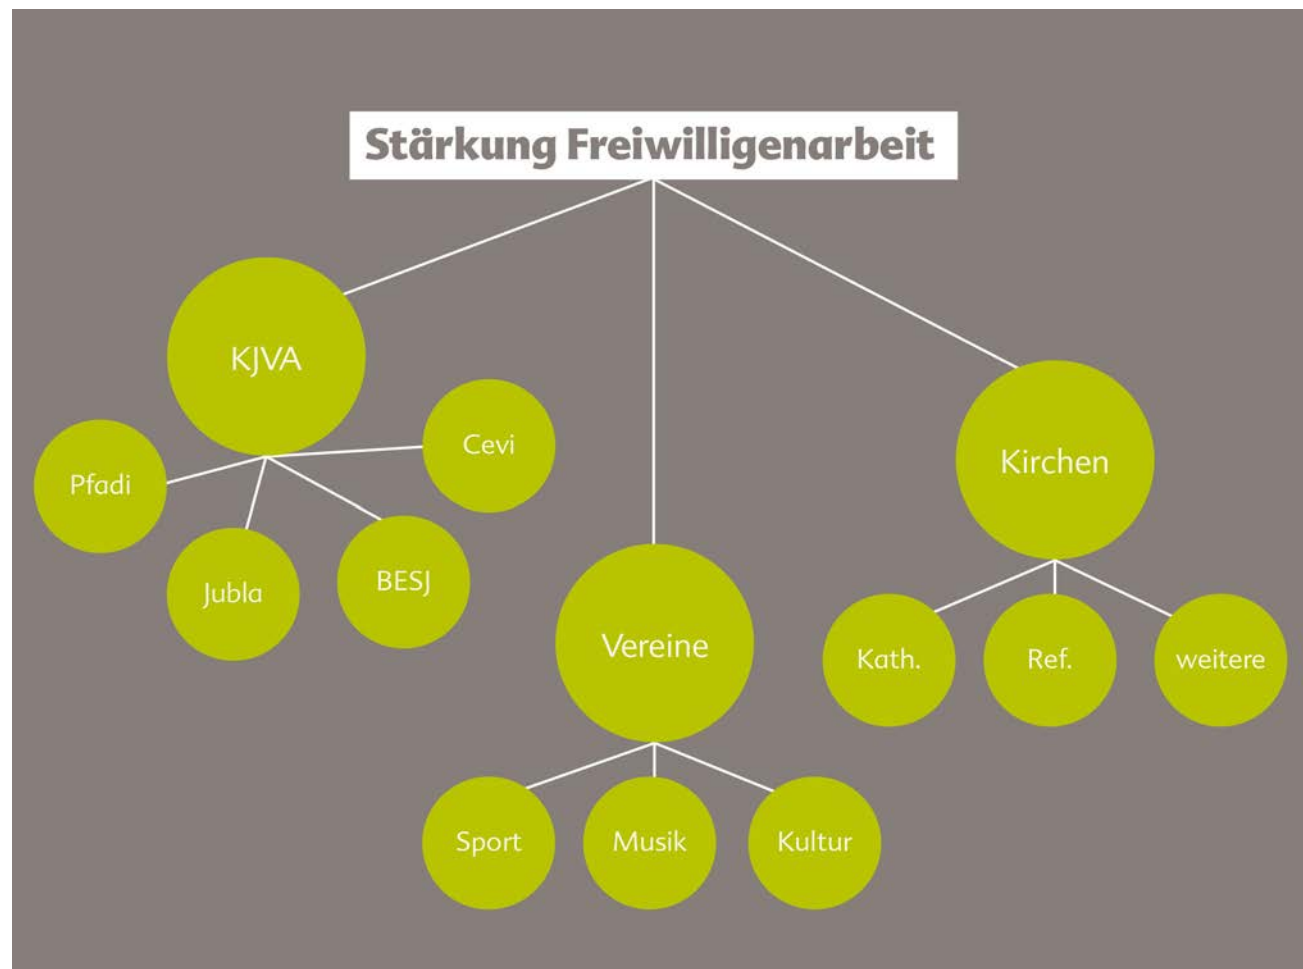 Stärkung Freiwilligenarbeit
KJVA
Pfadi
Jubla
BESJ
Cevi
Vereine
Sport
Musik
Kultur
Kirchen
Kath.
Ref.
weitere